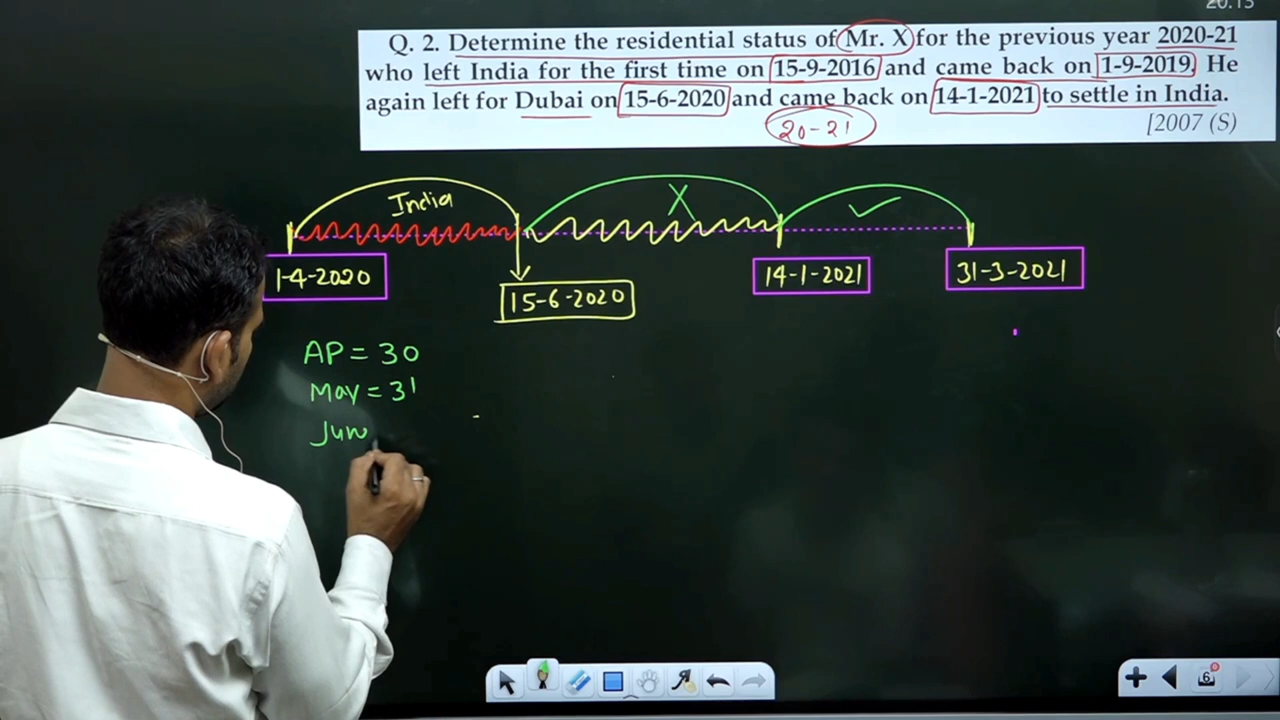 Q. 2. Determine the residential status of Mr. X for the previous year 2020-21
who left India for the first time on 15-9-2016 and came back on 1-9-2019. He
again left for Dubai on 15-6-2020 and came back on 14-1-2021 to settle in India.
20-21
[2007 (S)
India
X
1-4-2020
15-6-2020
14-1-2021
31-3-2021
AP = 30
May = 31
Jun
6